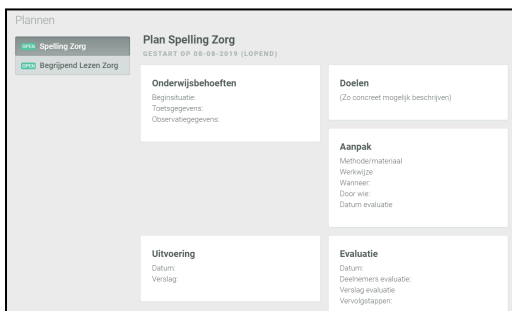 Plannen
OPEN Spelling Zorg
OPEN Begrijpend Lezen Zorg
Plan Spelling Zorg
GESTART OP 08-08-2019 (LOPEND)
Onderwijsbehoeften
Beginsituatie:
Toetsgegevens:
Observatiegegevens:
Doelen
(Zo concreet mogelijk beschrijven)
Aanpak
Methode/materiaal
Werkwijze
Wanneer:
Door wie:
Datum evaluatie
Uitvoering
Datum:
Verslag:
Evaluatie
Datum:
Deelnemers evaluatie:
Verslag evaluatie
Vervolgstappen: